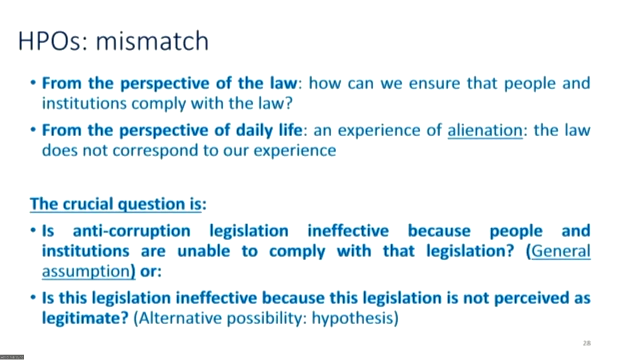 HPOs: mismatch
• From the perspective of the law: how can we ensure that people and
institutions comply with the law?
• From the perspective of daily life: an experience of alienation: the law
does not correspond to our experience
The crucial question is:
• Is anti-corruption legislation ineffective because people and
institutions are unable to comply with that legislation? (General
assumption) or:
• Is this legislation ineffective because this legislation is not perceived as
legitimate? (Alternative possibility: hypothesis)
28